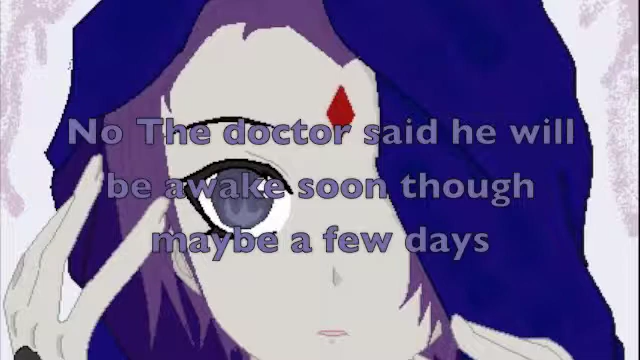 No The doctor said he will
be awake soon though
maybe a few days